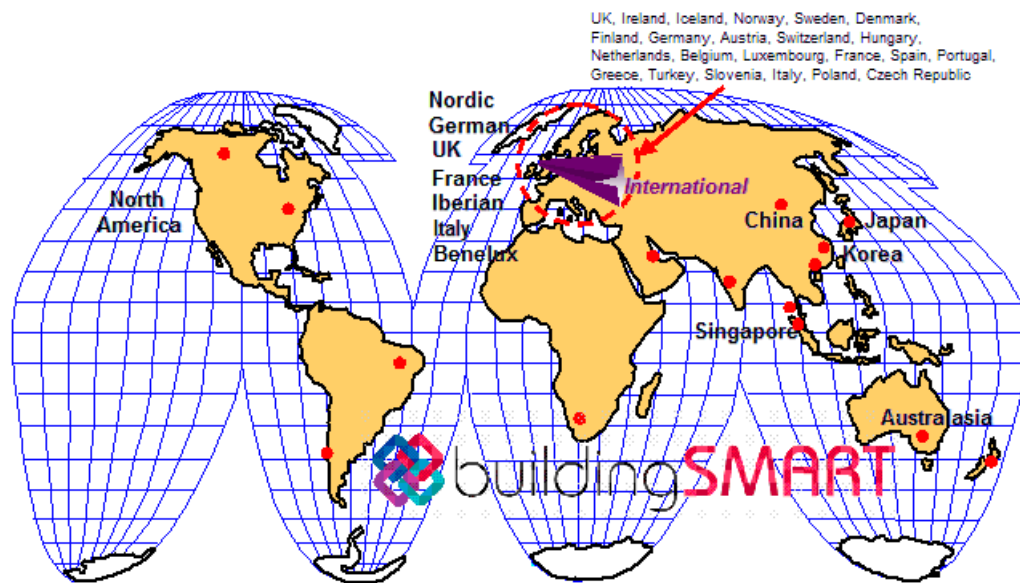 UK, Ireland, Iceland, Norway, Sweden, Denmark,
Finland, Germany, Austria, Switzerland, Hungary,
Netherlands, Belgium, Luxembourg, France, Spain, Portugal,
Greece, Turkey, Slovenia, Italy, Poland, Czech Republic
Nordic
German
UK
France
Iberian
Italy
Benelux
International
North
America
China
Japan
Korea
Singapore
Australasia
buildingSMART